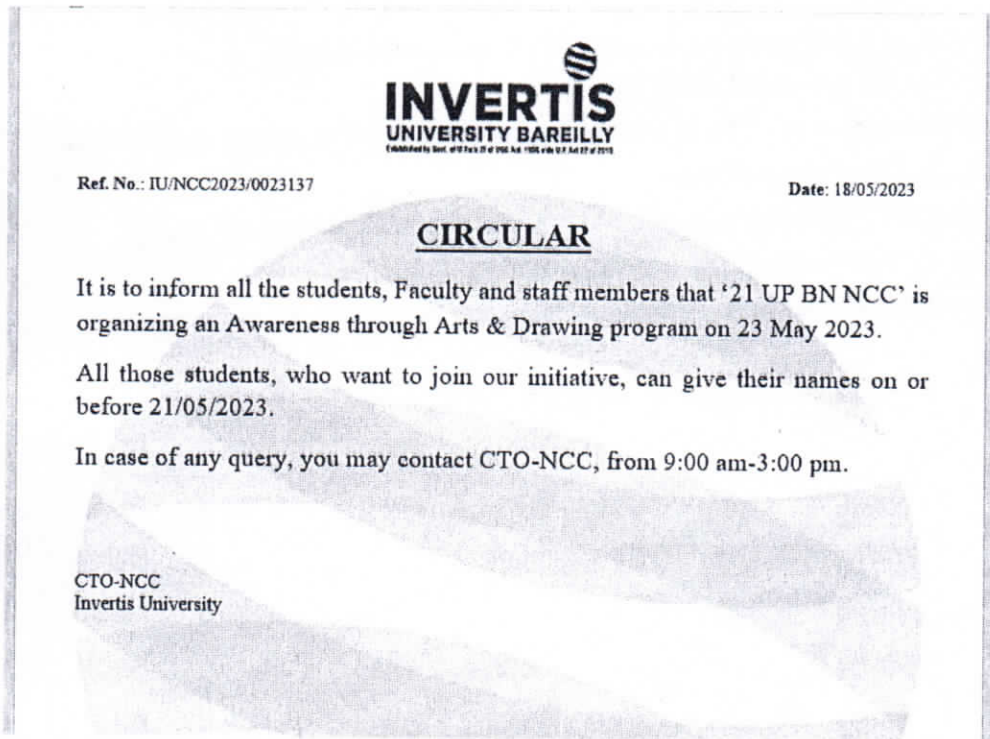 INVERTIS
UNIVERSITY BAREILLY
Ref. No.: IU/NCC2023/0023137
Date: 18/05/2023
CIRCULAR
It is to inform all the students, Faculty and staff members that ‘21 UP BN NCC’ is
organizing an Awareness through Arts & Drawing program on 23 May 2023.
All those students, who want to join our initiative, can give their names on or
before 21/05/2023.
In case of any query, you may contact CTO-NCC, from 9:00 am-3:00 pm.
CTO-NCC
Invertis University